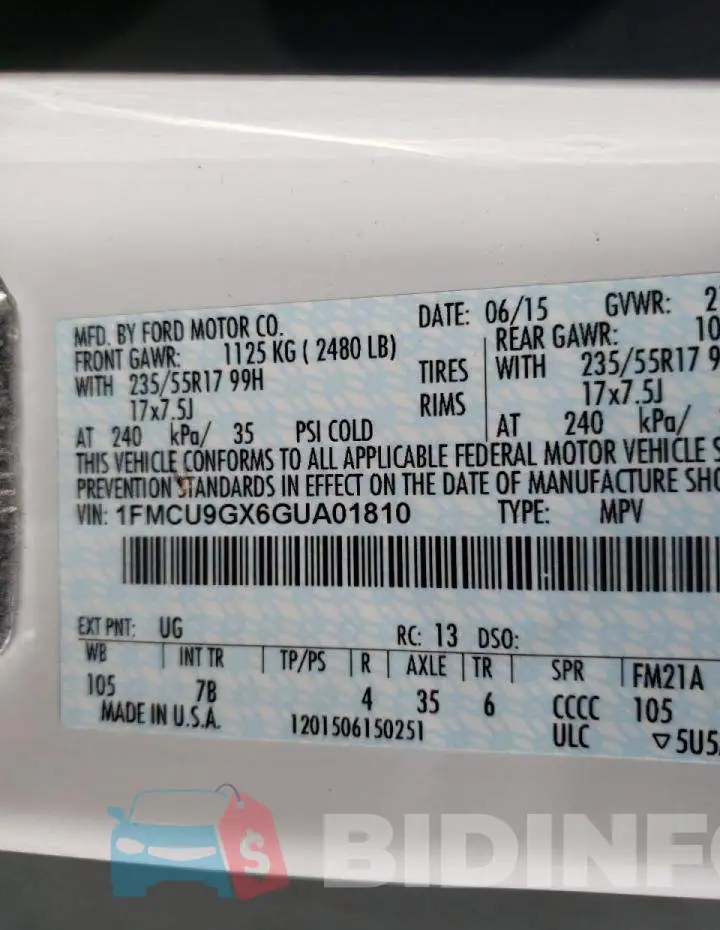 MFD. BY FORD MOTOR CO. DATE: 06/15 GVWR:
FRONT GAWR: 1125 KG ( 2480 LB) REAR GAWR:
WITH 235/55R17 99H TIRES WITH 235/55R17
17x7.5J RIMS 17x7.5J
AT 240 kPa/ 35 PSI COLD AT 240 kPa/
THIS VEHICLE CONFORMS TO ALL APPLICABLE FEDERAL MOTOR VEHICLE
PREVENTION STANDARDS IN EFFECT ON THE DATE OF MANUFACTURE
VIN: 1FMCU9GX6GUA01810 TYPE: MPV
EXT PNT: UG RC: 13 DSO:
WB INT TR TP/PS R AXLE TR SPR FM21A
105 7B 4 35 6 CCCC 105
MADE IN U.S.A. 1201506150251 ULC ▽5U5
BIDINFO